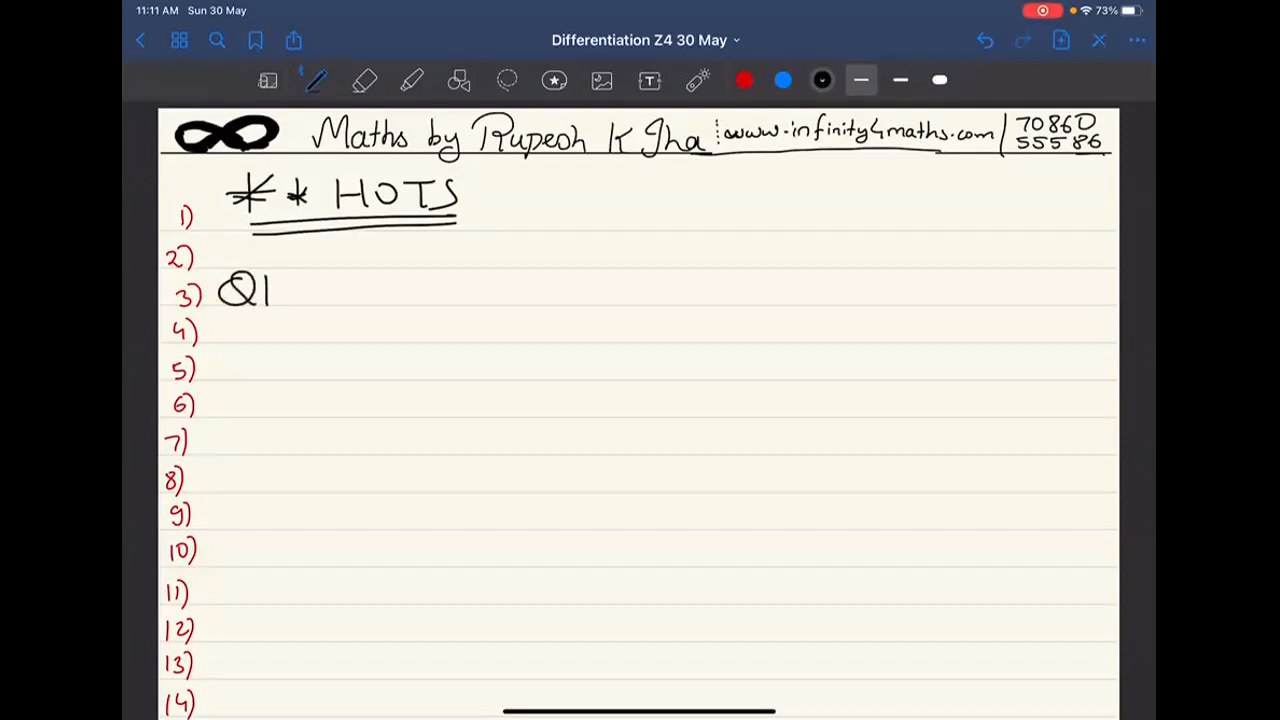 11:11 AM Sun 30 May 73%
Differentiation Z4 30 May
Maths by Rupesh K Jha www.infinity4maths.com 70860 55586
** HOTS
1)
2)
3) Q1
4)
5)
6)
7)
8)
9)
10)
11)
12)
13)
14)